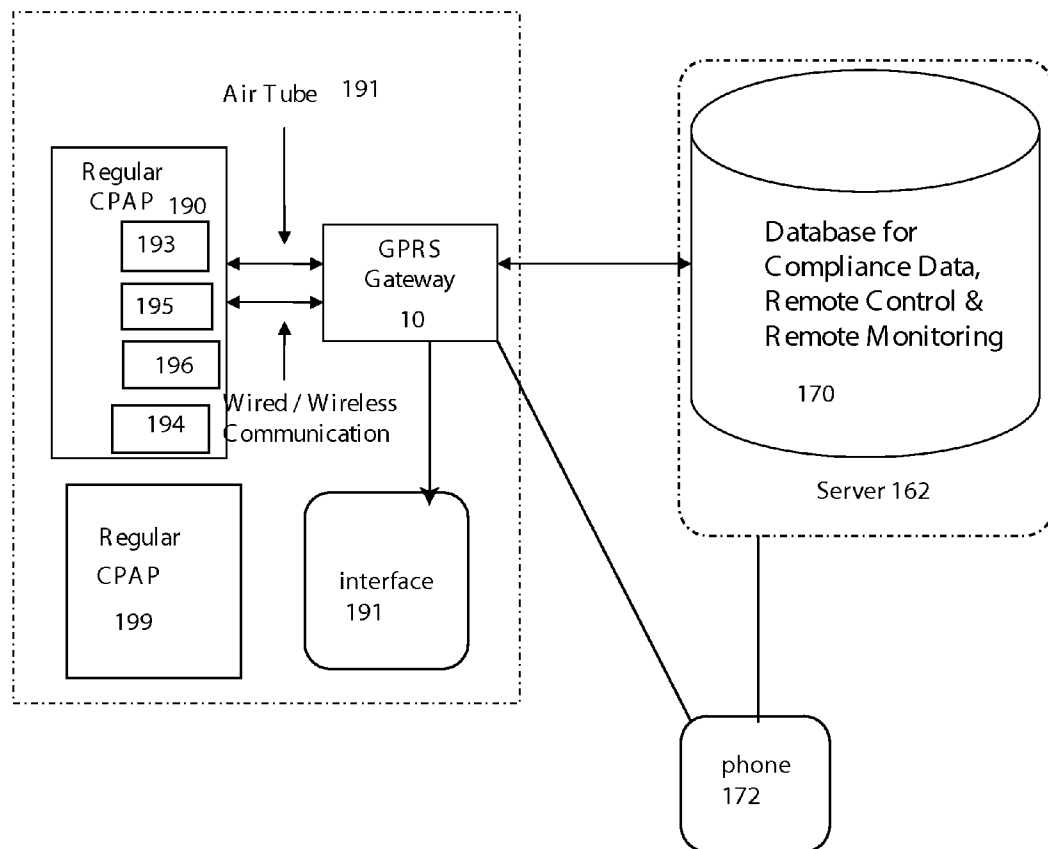 Air Tube 191
Regular
CPAP 190
193
195
196
194
GPRS
Gateway
10
Wired / Wireless
Communication
Regular
CPAP
199
interface
191
Database for
Compliance Data,
Remote Control &
Remote Monitoring
170
Server 162
phone
172